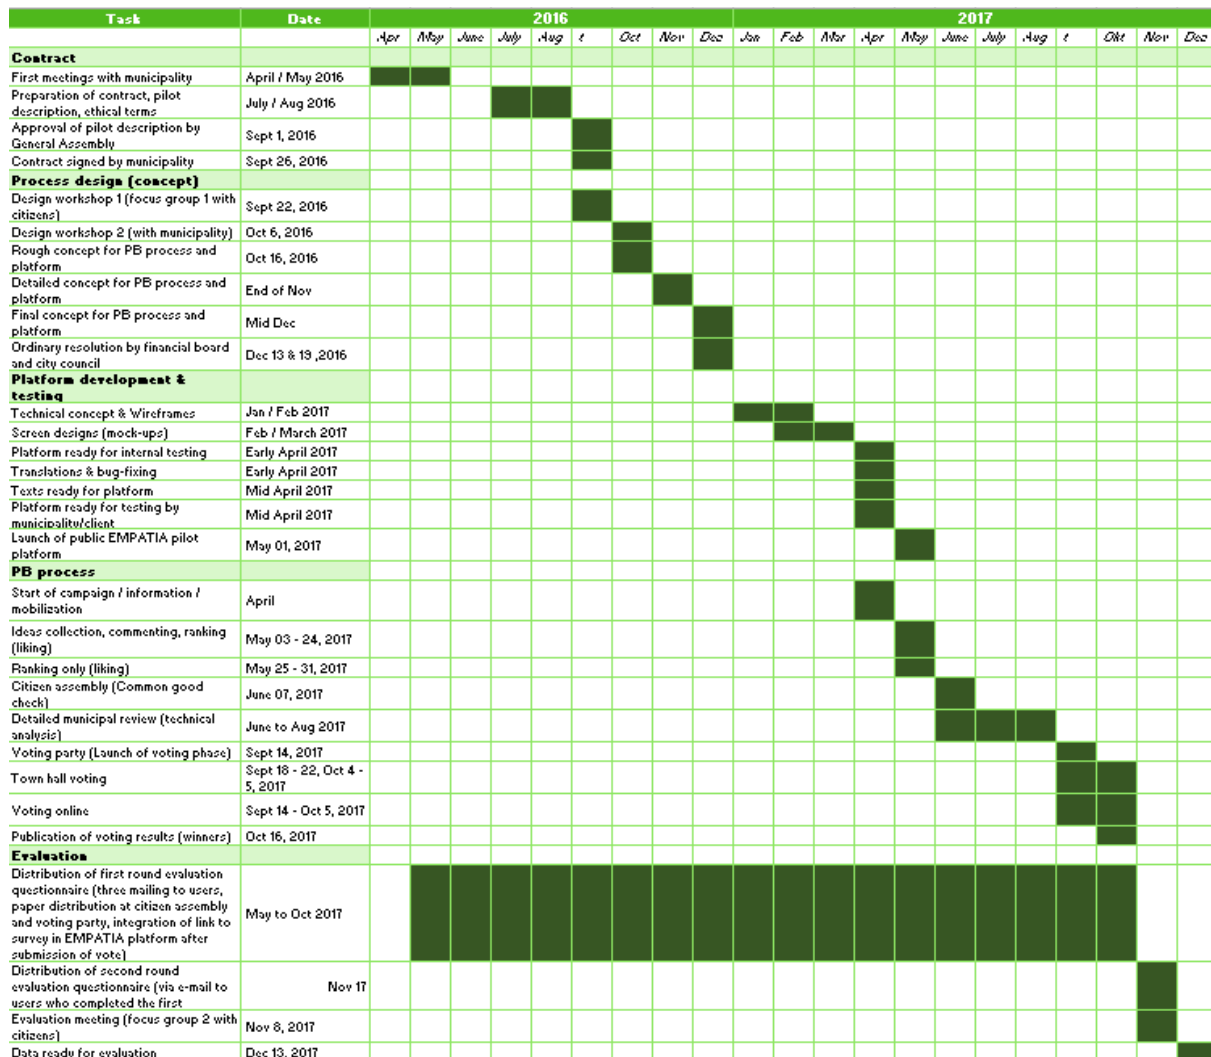 Task Date 2016 2017
Apr May June July Aug t Oct Nov Dez Jan Feb Mar Apr May June July Aug t Okt Nov Dez
Contract
First meetings with municipality April / May 2016
Preparation of contract, pilot
description, ethical terms
July / Aug 2016
Approval of pilot description by
General Assembly
Sept 1, 2016
Contract signed by municipality Sept 26, 2016
Process design (concept)
Design workshop 1 (focus group 1 with
citizens)
Sept 22, 2016
Design workshop 2 (with municipality) Oct 6, 2016
Rough concept for PB process and
platform
Oct 16, 2016
Detailed concept for PB process and
platform
End of Nov
Final concept for PB process and
platform
Mid Dec
Ordinary resolution by financial board
and city council
Dec 13 & 19 ,2016
Platform development &
testing
Technical concept & Wireframes Jan / Feb 2017
Screen designs (mock-ups) Feb / March 2017
Platform ready for internal testing Early April 2017
Translations & bug-fixing Early April 2017
Texts ready for platform Mid April 2017
Platform ready for testing by
municipality/client
Mid April 2017
Launch of public EMPATIA pilot
platform
May 01, 2017
PB process
Start of campaign / information /
mobilization
April
Ideas collection, commenting, ranking
(liking)
May 03 - 24, 2017
Ranking only (liking) May 25 - 31, 2017
Citizen assembly (Common good
check)
June 07, 2017
Detailed municipal review (technical
analysis)
June to Aug 2017
Voting party (Launch of voting phase) Sept 14, 2017
Town hall voting
Sept 18 - 22, Oct 4 -
5, 2017
Voting online Sept 14 - Oct 5, 2017
Publication of voting results (winners) Oct 16, 2017
Evaluation
Distribution of first round evaluation
questionnaire (three mailing to users,
paper distribution at citizen assembly
and voting party, integration of link to
survey in EMPATIA platform after
submission of vote)
May to Oct 2017
Distribution of second round
evaluation questionnaire (via e-mail to
users who completed the first
Nov 17
Evaluation meeting (focus group 2 with
citizens)
Nov 8, 2017
Data ready for evaluation Dec 13, 2017